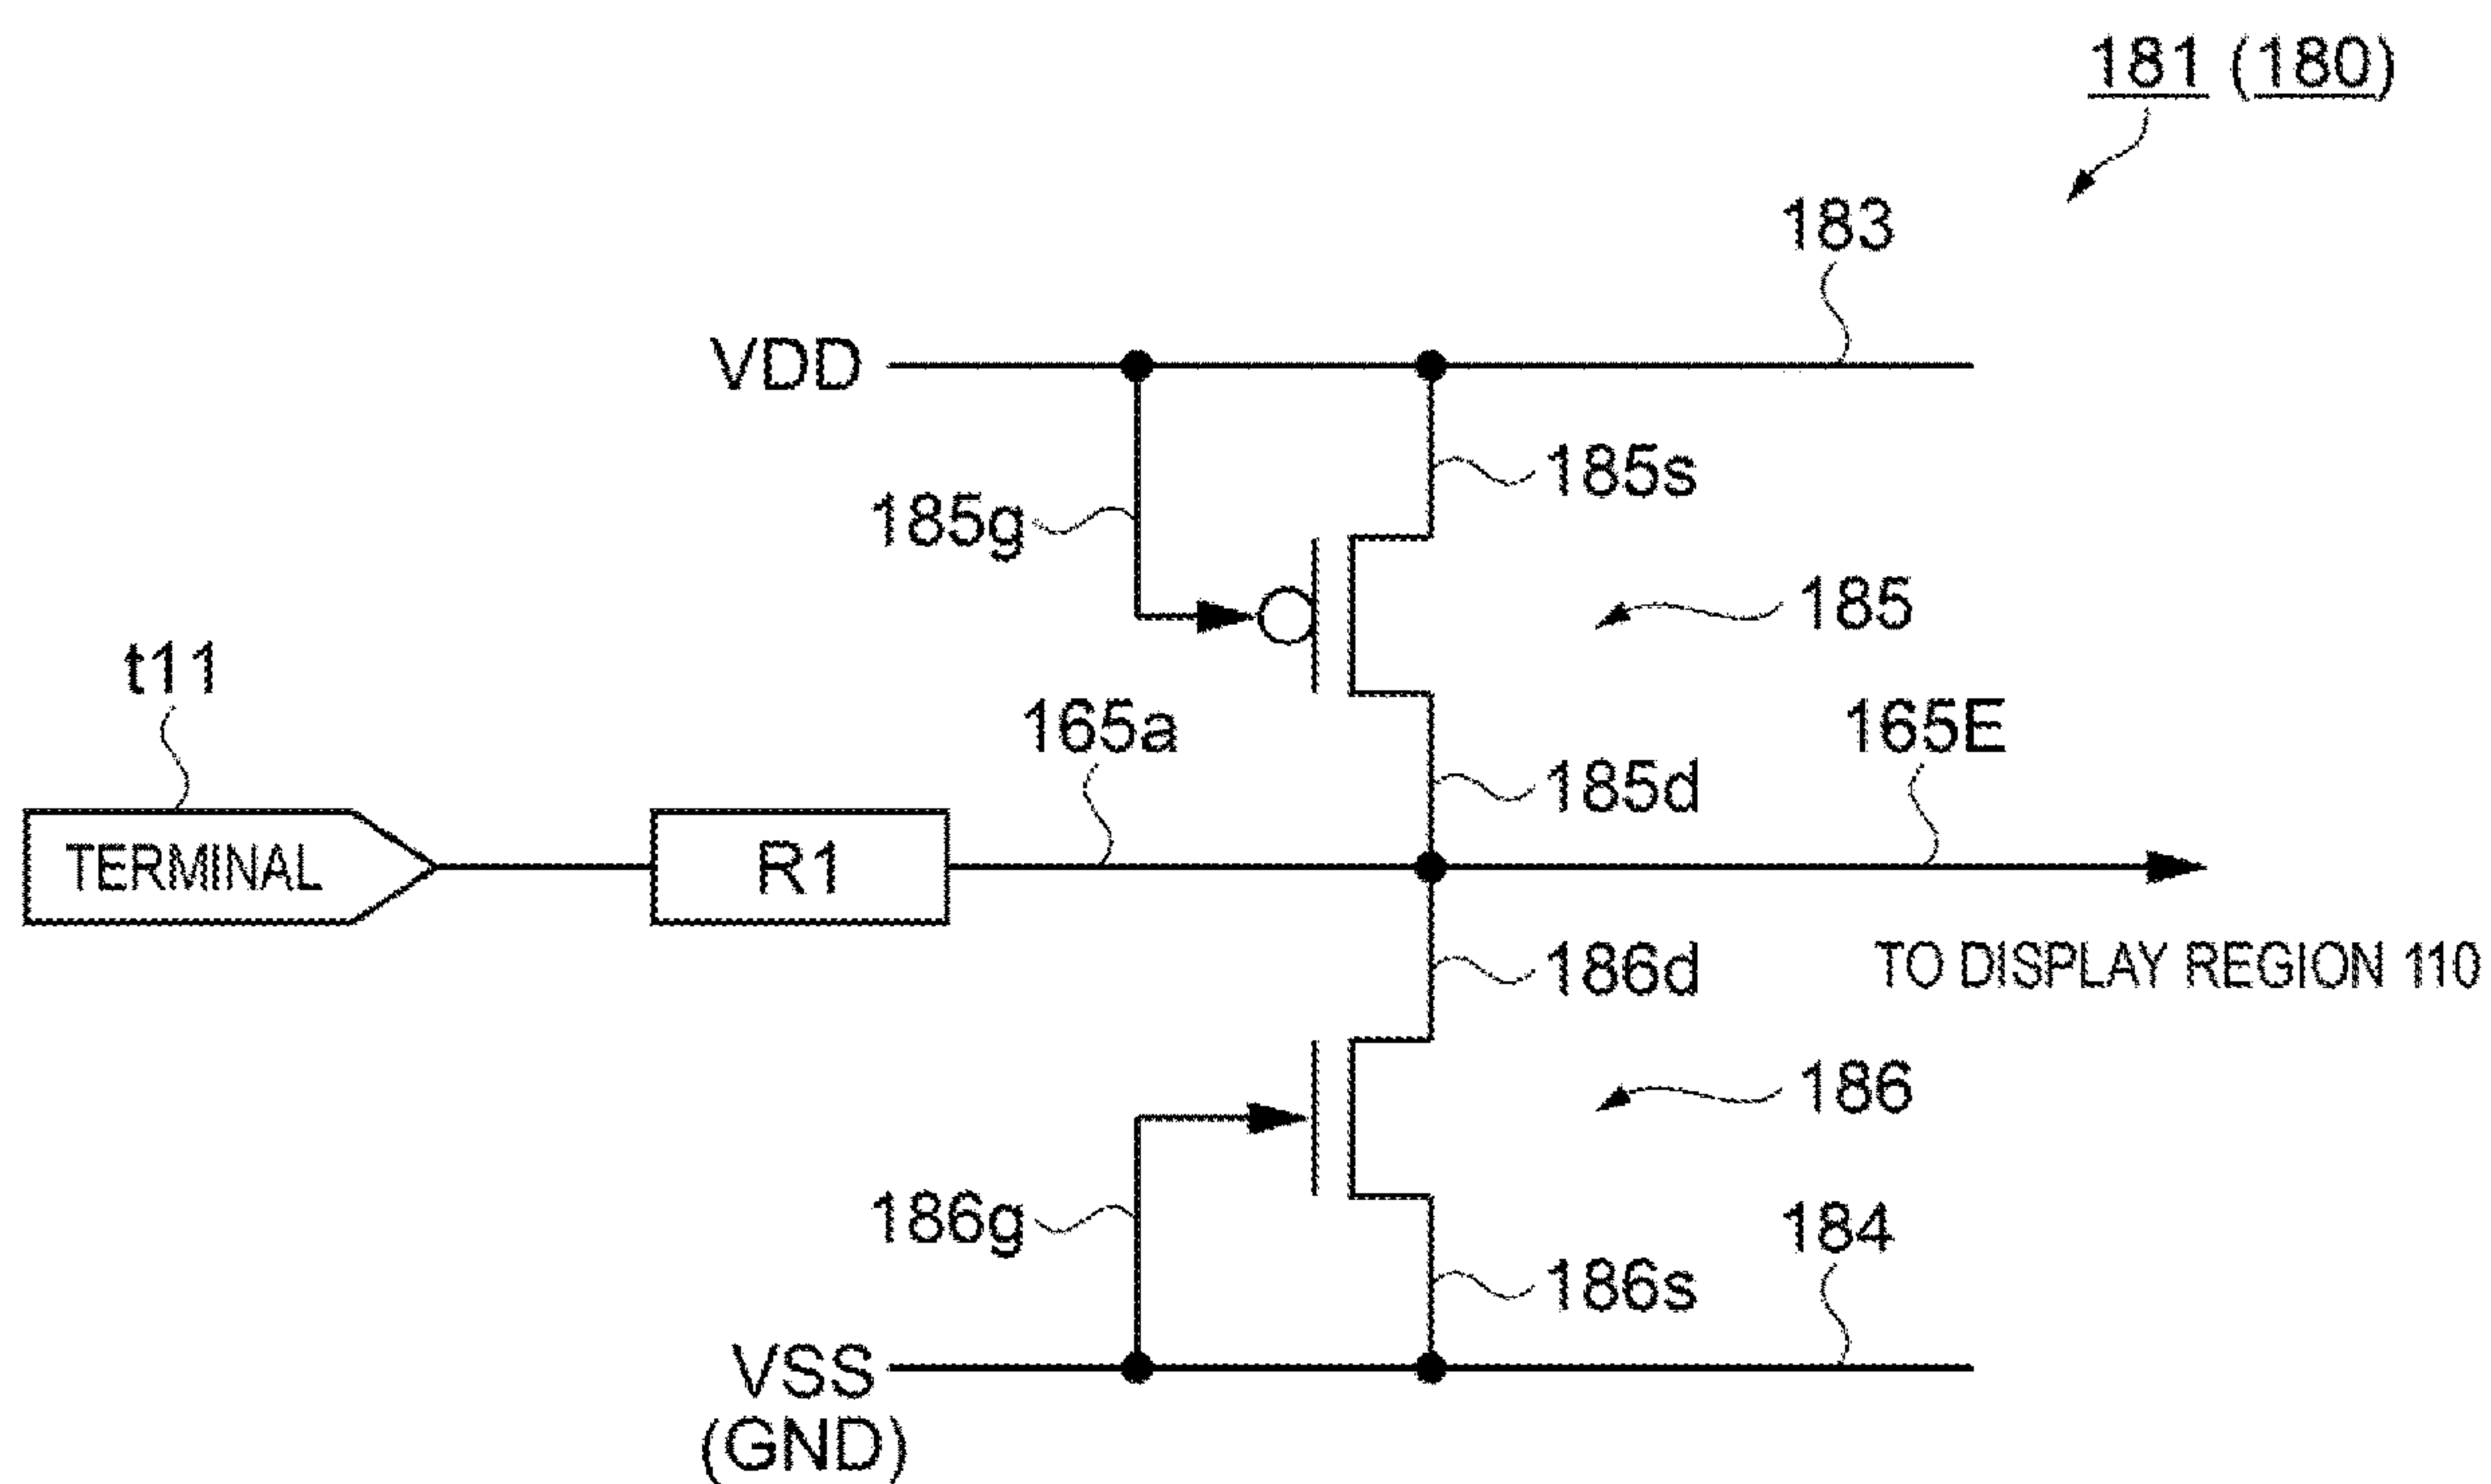 181 (180)
183
VDD
185s
185g
185
t11
165a
165E
185d
TERMINAL
R1
186d
TO DISPLAY REGION 110
186
186g
184
186s
VSS
(GND)